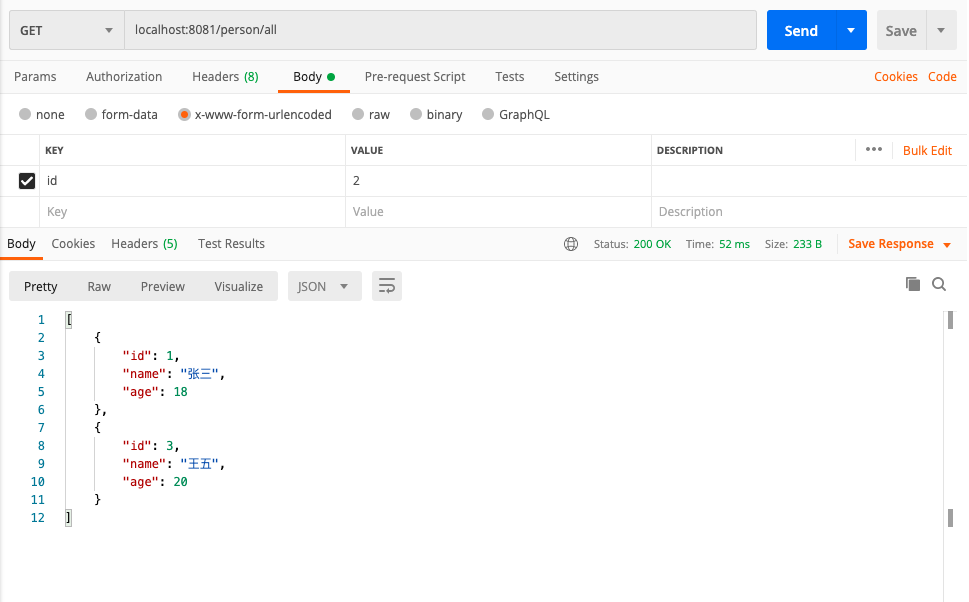 GET localhost:8081/person/all Send Save
Params Authorization Headers (8) Body Pre-request Script Tests Settings Cookies Code
none form-data x-www-form-urlencoded raw binary GraphQL
KEY VALUE DESCRIPTION ••• Bulk Edit
id 2
Key Value Description
Body Cookies Headers (5) Test Results Status: 200 OK Time: 52 ms Size: 233 B Save Response
Pretty Raw Preview Visualize JSON
1 [
2 {
3 "id": 1,
4 "name": "张三",
5 "age": 18
6 },
7 {
8 "id": 3,
9 "name": "王五",
10 "age": 20
11 }
12 ]